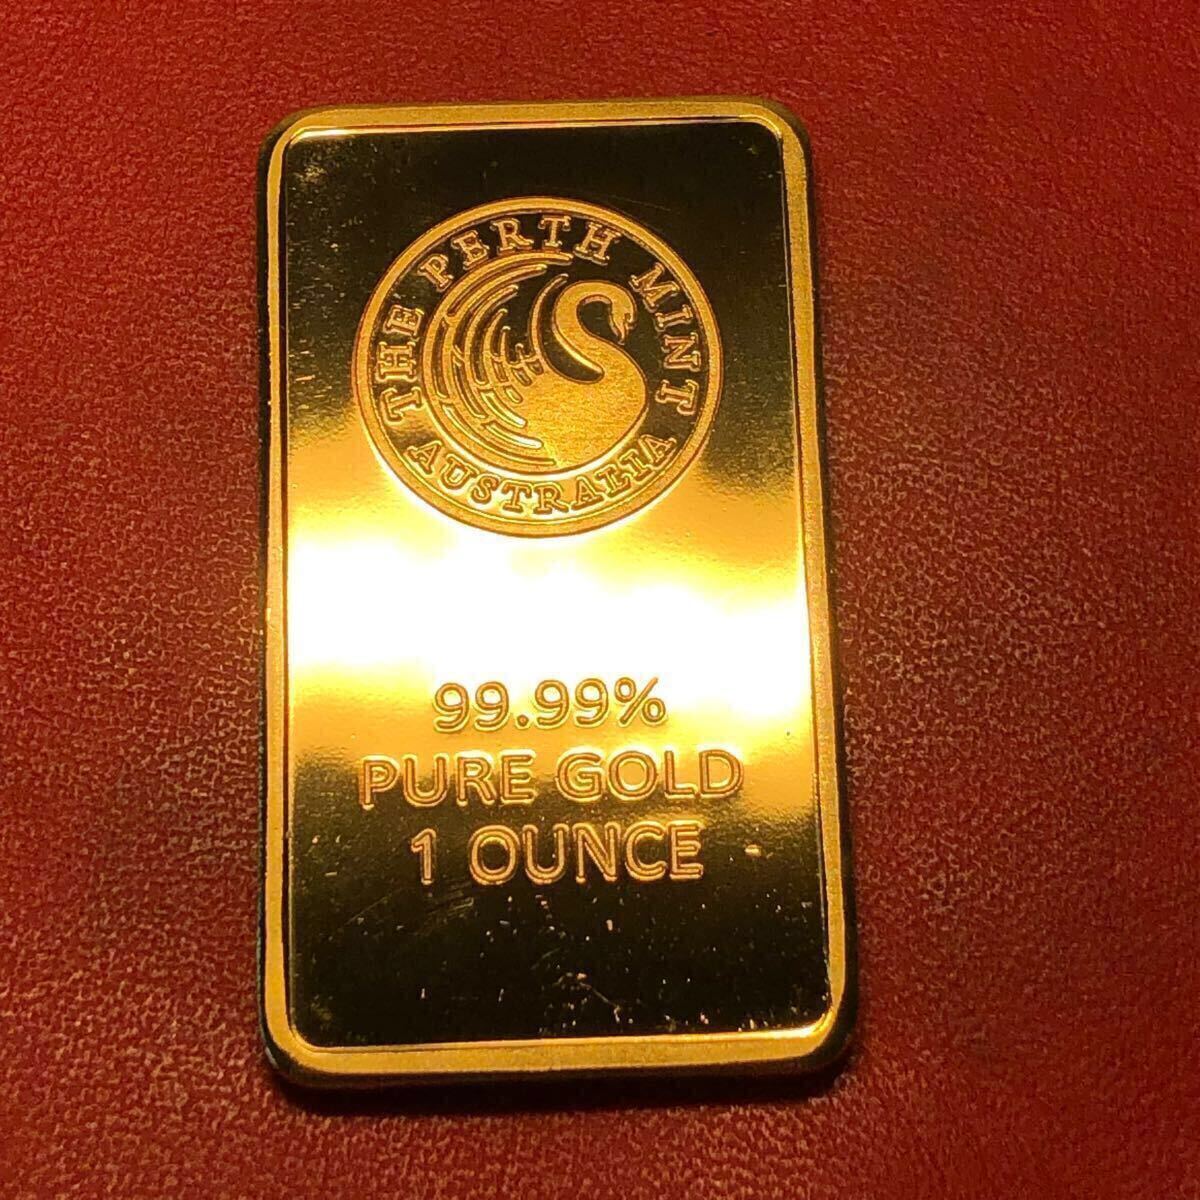 THE PERTH MINT
AUSTRALIA
99.99%
PURE GOLD
1 OUNCE